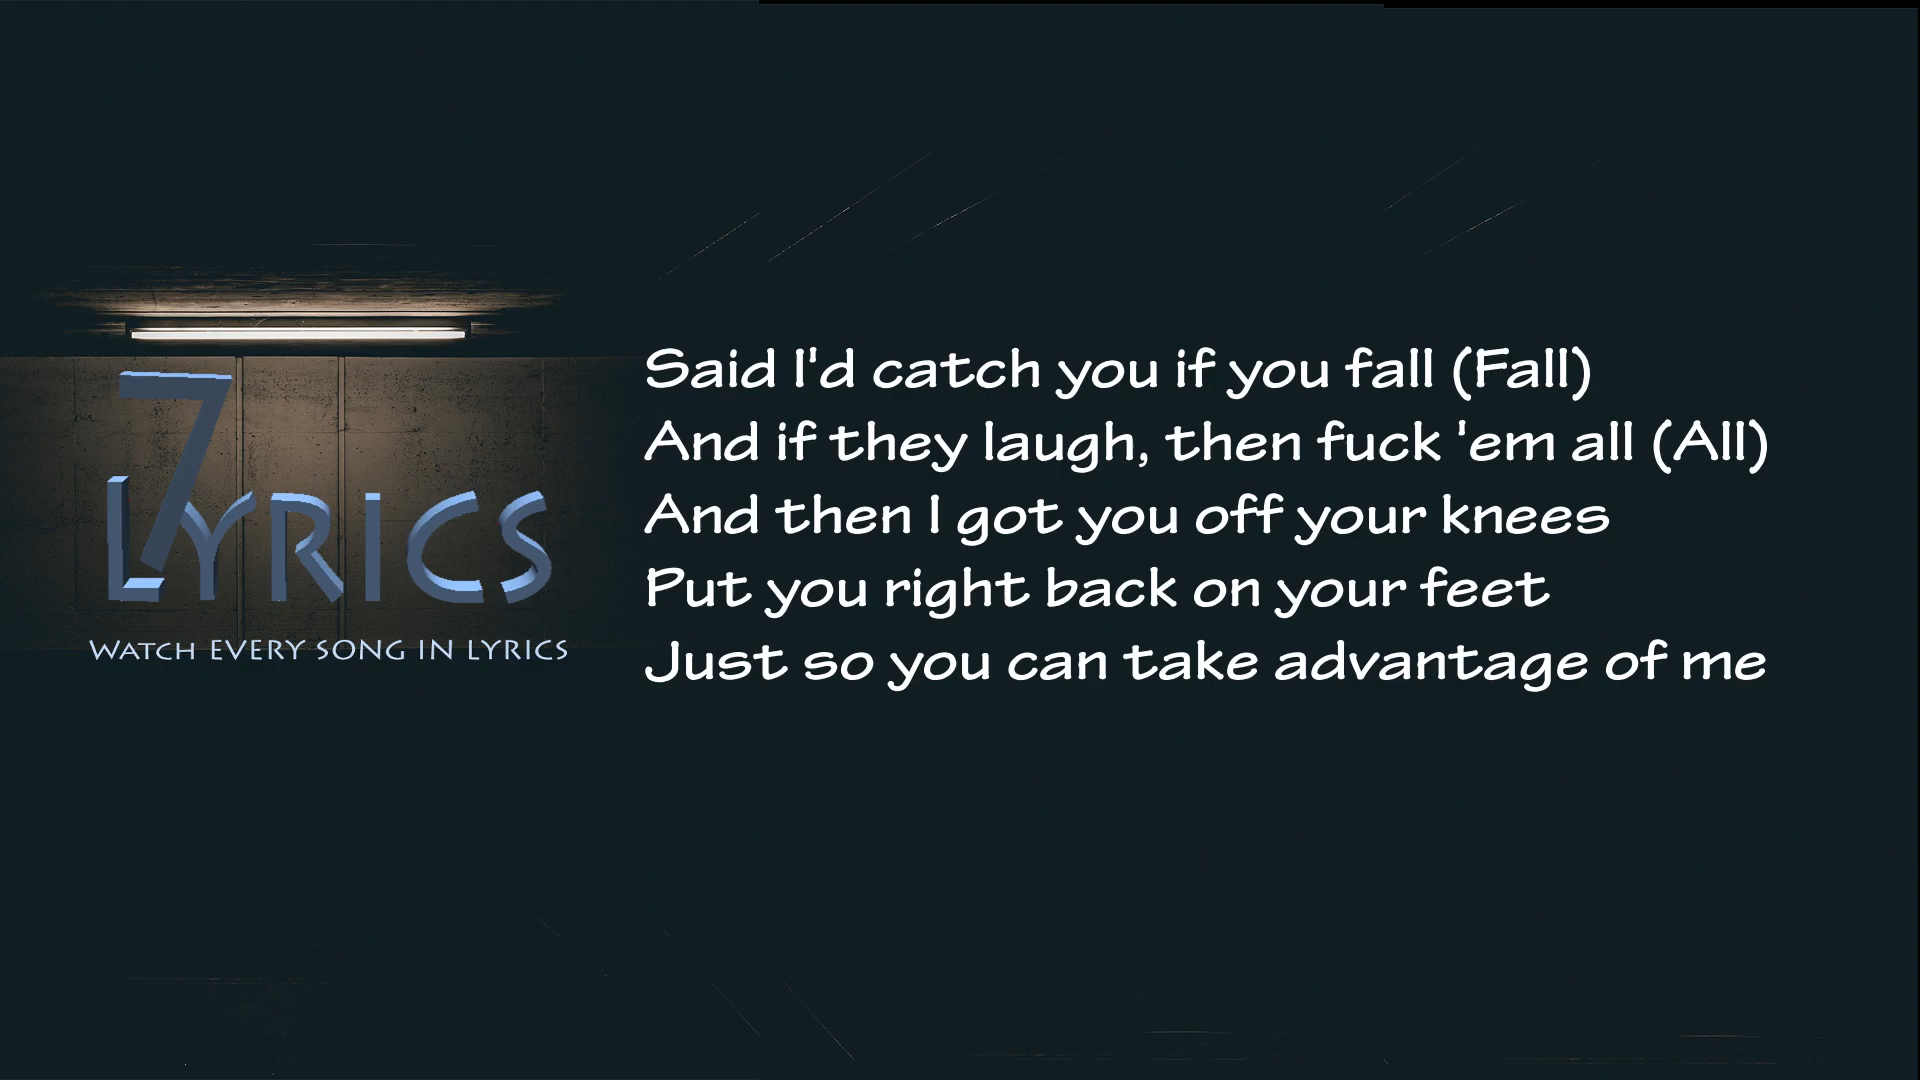 7
LYRICS
WATCH EVERY SONG IN LYRICS
Said I'd catch you if you fall (Fall)
And if they laugh, then fuck 'em all (All)
And then I got you off your knees
Put you right back on your feet
Just so you can take advantage of me